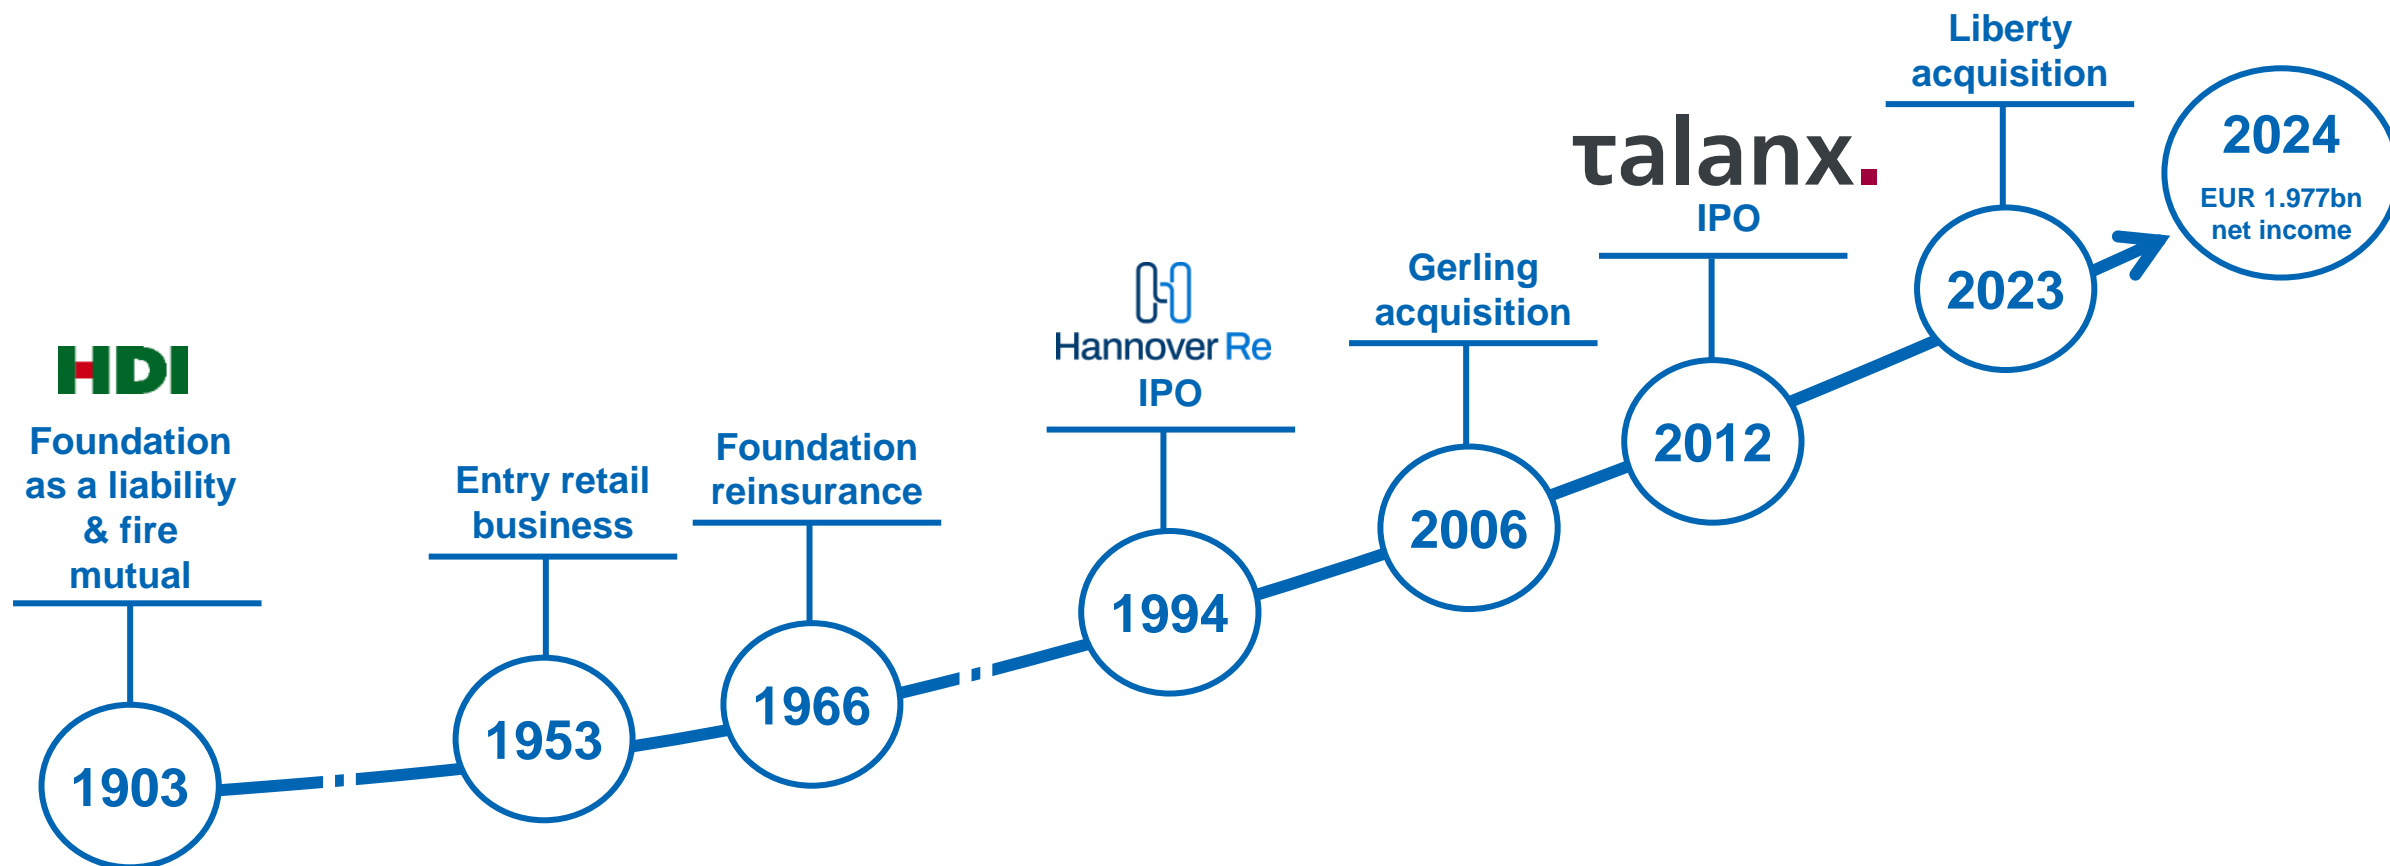 HDI
Foundation
as a liability
& fire
mutual
1903
Entry retail
business
1953
Foundation
reinsurance
1966
Hannover Re
IPO
1994
Gerling
acquisition
2006
τalanx.
IPO
2012
Liberty
acquisition
2023
2024
EUR 1.977bn
net income